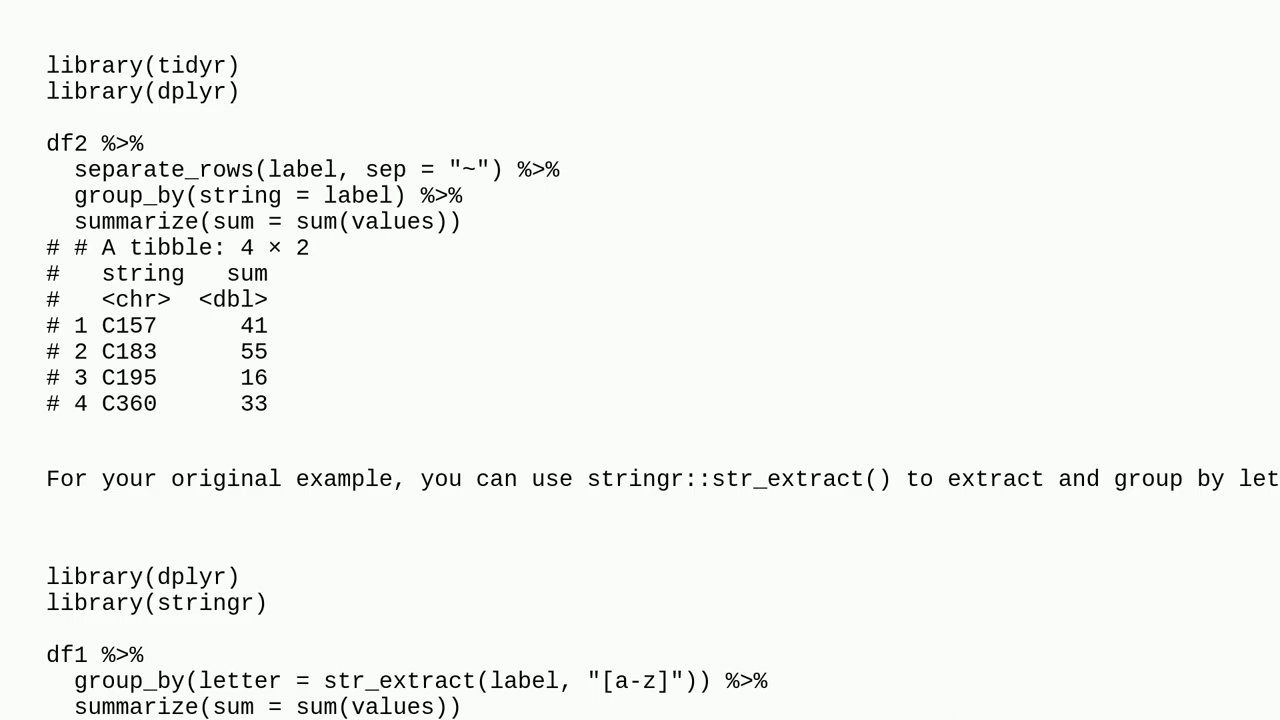 library(tidyr)
library(dplyr)

df2 %>%
  separate_rows(label, sep = "~") %>%
  group_by(string = label) %>%
  summarize(sum = sum(values))
# # A tibble: 4 × 2
#   string   sum
#   <chr>  <dbl>
# 1 C157      41
# 2 C183      55
# 3 C195      16
# 4 C360      33

For your original example, you can use stringr::str_extract() to extract and group by let

library(dplyr)
library(stringr)

df1 %>%
  group_by(letter = str_extract(label, "[a-z]")) %>%
  summarize(sum = sum(values))